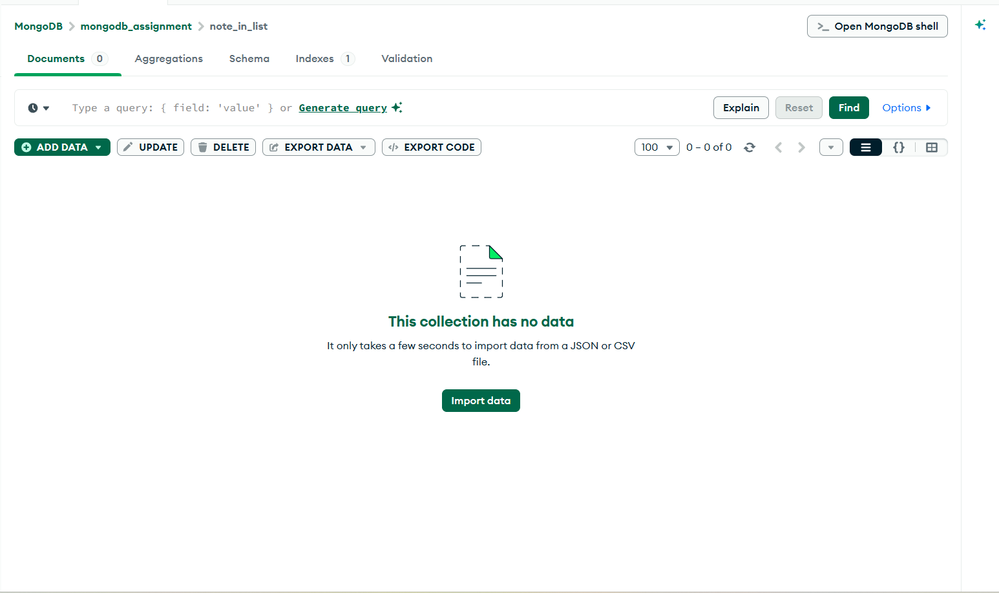 MongoDB > mongodb_assignment > note_in_list
>_ Open MongoDB shell
Documents 0 Aggregations Schema Indexes 1 Validation
Type a query: { field: 'value' } or Generate query
Explain Reset Find Options
ADD DATA UPDATE DELETE EXPORT DATA </> EXPORT CODE
100 0 – 0 of 0 {}
This collection has no data
It only takes a few seconds to import data from a JSON or CSV
file.
Import data